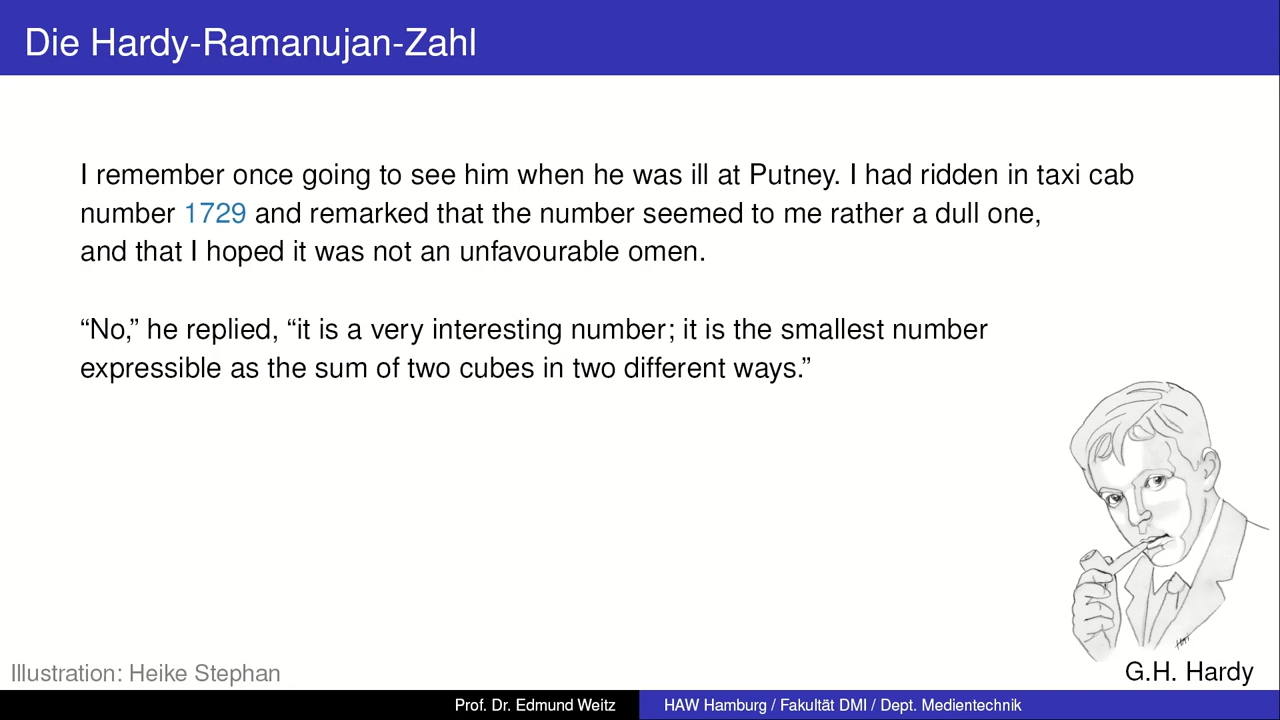 Die Hardy-Ramanujan-Zahl
I remember once going to see him when he was ill at Putney. I had ridden in taxi cab
number 1729 and remarked that the number seemed to me rather a dull one,
and that I hoped it was not an unfavourable omen.
“No,” he replied, “it is a very interesting number; it is the smallest number
expressible as the sum of two cubes in two different ways.”
Illustration: Heike Stephan
G.H. Hardy
Prof. Dr. Edmund Weitz
HAW Hamburg / Fakultät DMI / Dept. Medientechnik